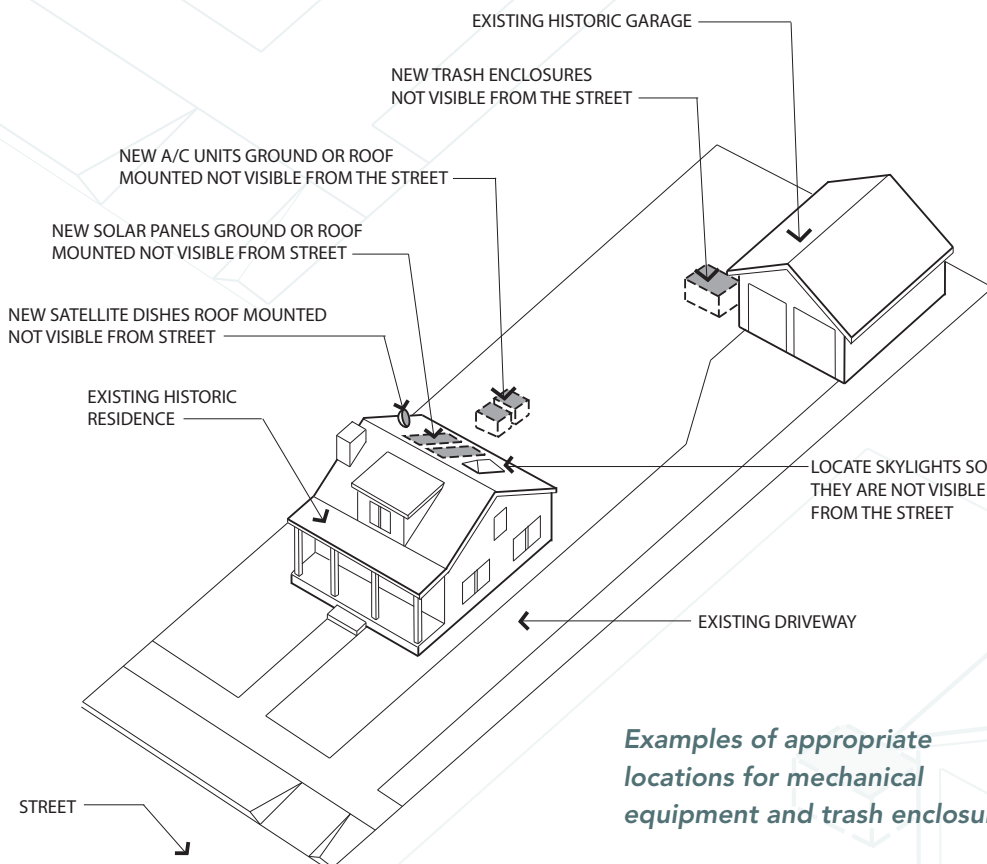 EXISTING HISTORIC GARAGE
NEW TRASH ENCLOSURES
NOT VISIBLE FROM THE STREET
NEW A/C UNITS GROUND OR ROOF
MOUNTED NOT VISIBLE FROM THE STREET
NEW SOLAR PANELS GROUND OR ROOF
MOUNTED NOT VISIBLE FROM STREET
NEW SATELLITE DISHES ROOF MOUNTED
NOT VISIBLE FROM STREET
EXISTING HISTORIC
RESIDENCE
LOCATE SKYLIGHTS SO
THEY ARE NOT VISIBLE
FROM THE STREET
EXISTING DRIVEWAY
Examples of appropriate
locations for mechanical
equipment and trash
STREET